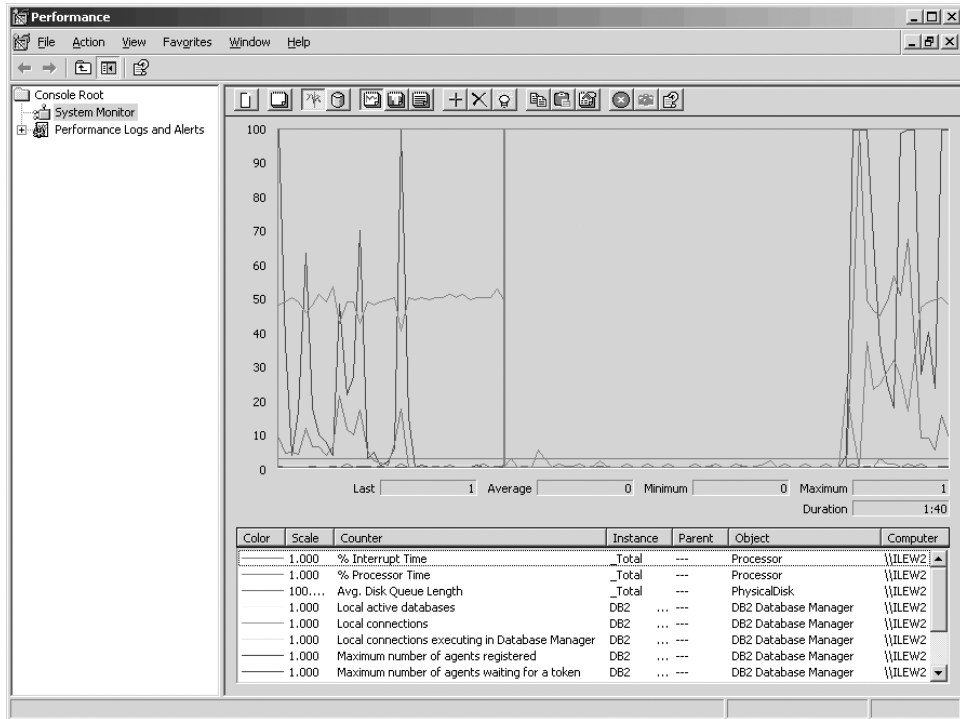 Performance
File Action View Favorites Window Help
Console Root
System Monitor
Performance Logs and Alerts
100
90
80
70
60
50
40
30
20
10
0
Last 1 Average 0 Minimum 0 Maximum 1
Duration 1:40
Color Scale Counter Instance Parent Object Computer
1.000 % Interrupt Time _Total --- Processor \\ILEW2
1.000 % Processor Time _Total --- Processor \\ILEW2
100.... Avg. Disk Queue Length _Total --- PhysicalDisk \\ILEW2
1.000 Local active databases DB2 ... --- DB2 Database Manager \\ILEW2
1.000 Local connections DB2 ... --- DB2 Database Manager \\ILEW2
1.000 Local connections executing in Database Manager DB2 ... --- DB2 Database Manager \\ILEW2
1.000 Maximum number of agents registered DB2 ... --- DB2 Database Manager \\ILEW2
1.000 Maximum number of agents waiting for a token DB2 ... --- DB2 Database Manager \\ILEW2